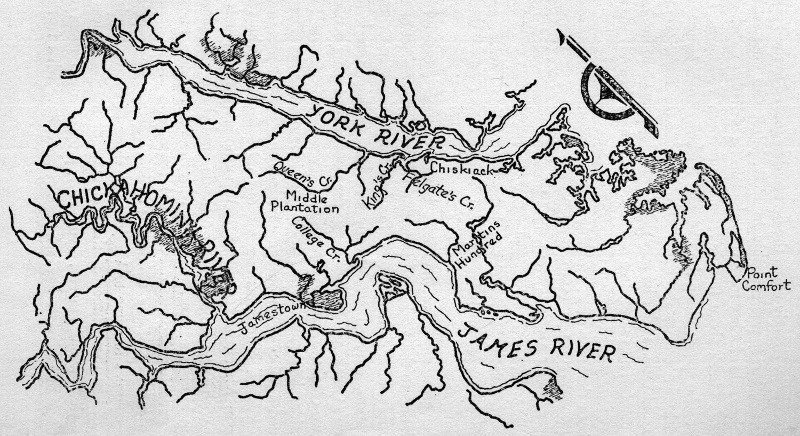 YORK RIVER
Chiskiack
Queen's Cr.
King's Cr.
Felgate's Cr.
CHICKAHOMINY RIV.
Middle
Plantation
College Cr.
Martins
Hundred
Point
Comfort
Jamestown
JAMES RIVER